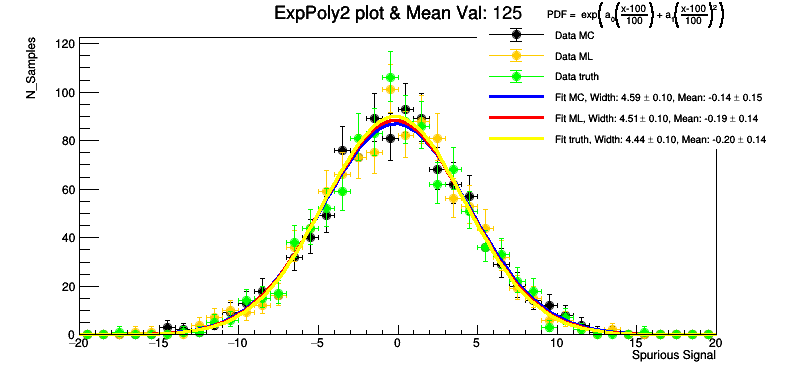 ExpPoly2 plot & Mean Val: 125
PDF = exp(a₀(x-100/100) + a₁(x-100/100)²)
N_Samples
Data MC
Data ML
Data truth
Fit MC, Width: 4.59 ± 0.10, Mean: -0.14 ± 0.15
Fit ML, Width: 4.51± 0.10, Mean: -0.19 ± 0.14
Fit truth, Width: 4.44 ± 0.10, Mean: -0.20 ± 0.14
120
100
80
60
40
20
0
−20 −15 −10 −5 0 5 10 15 20
Spurious Signal